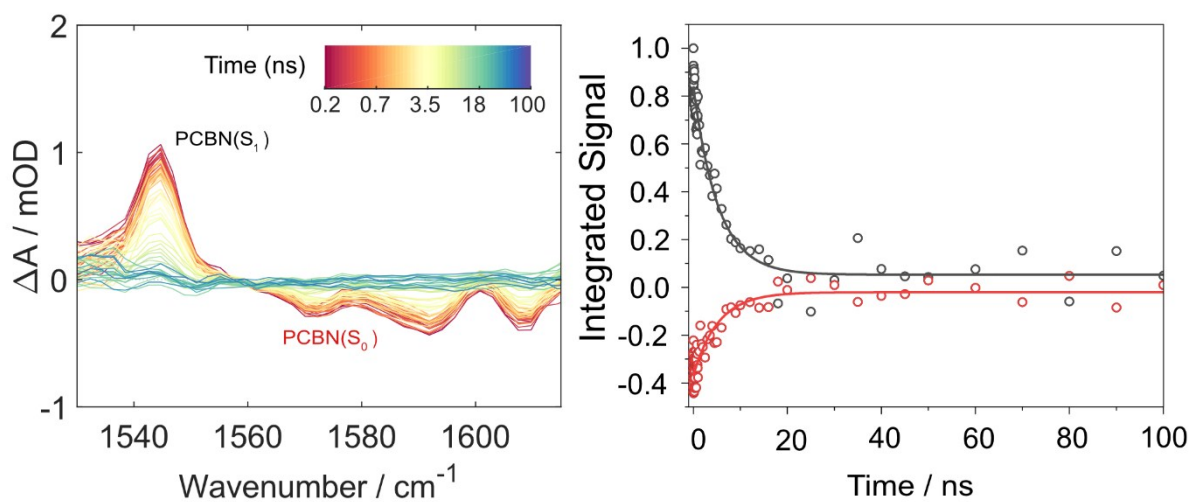 2
1
0
-1
ΔA / mOD
Time (ns)
0.2 0.7 3.5 18 100
PCBN(S₁)
PCBN(S₀)
1540 1560 1580 1600
Wavenumber / cm⁻¹
1.0
0.8
0.6
0.4
0.2
0.0
-0.2
-0.4
Integrated Signal
0 20 40 60 80 100
Time / ns